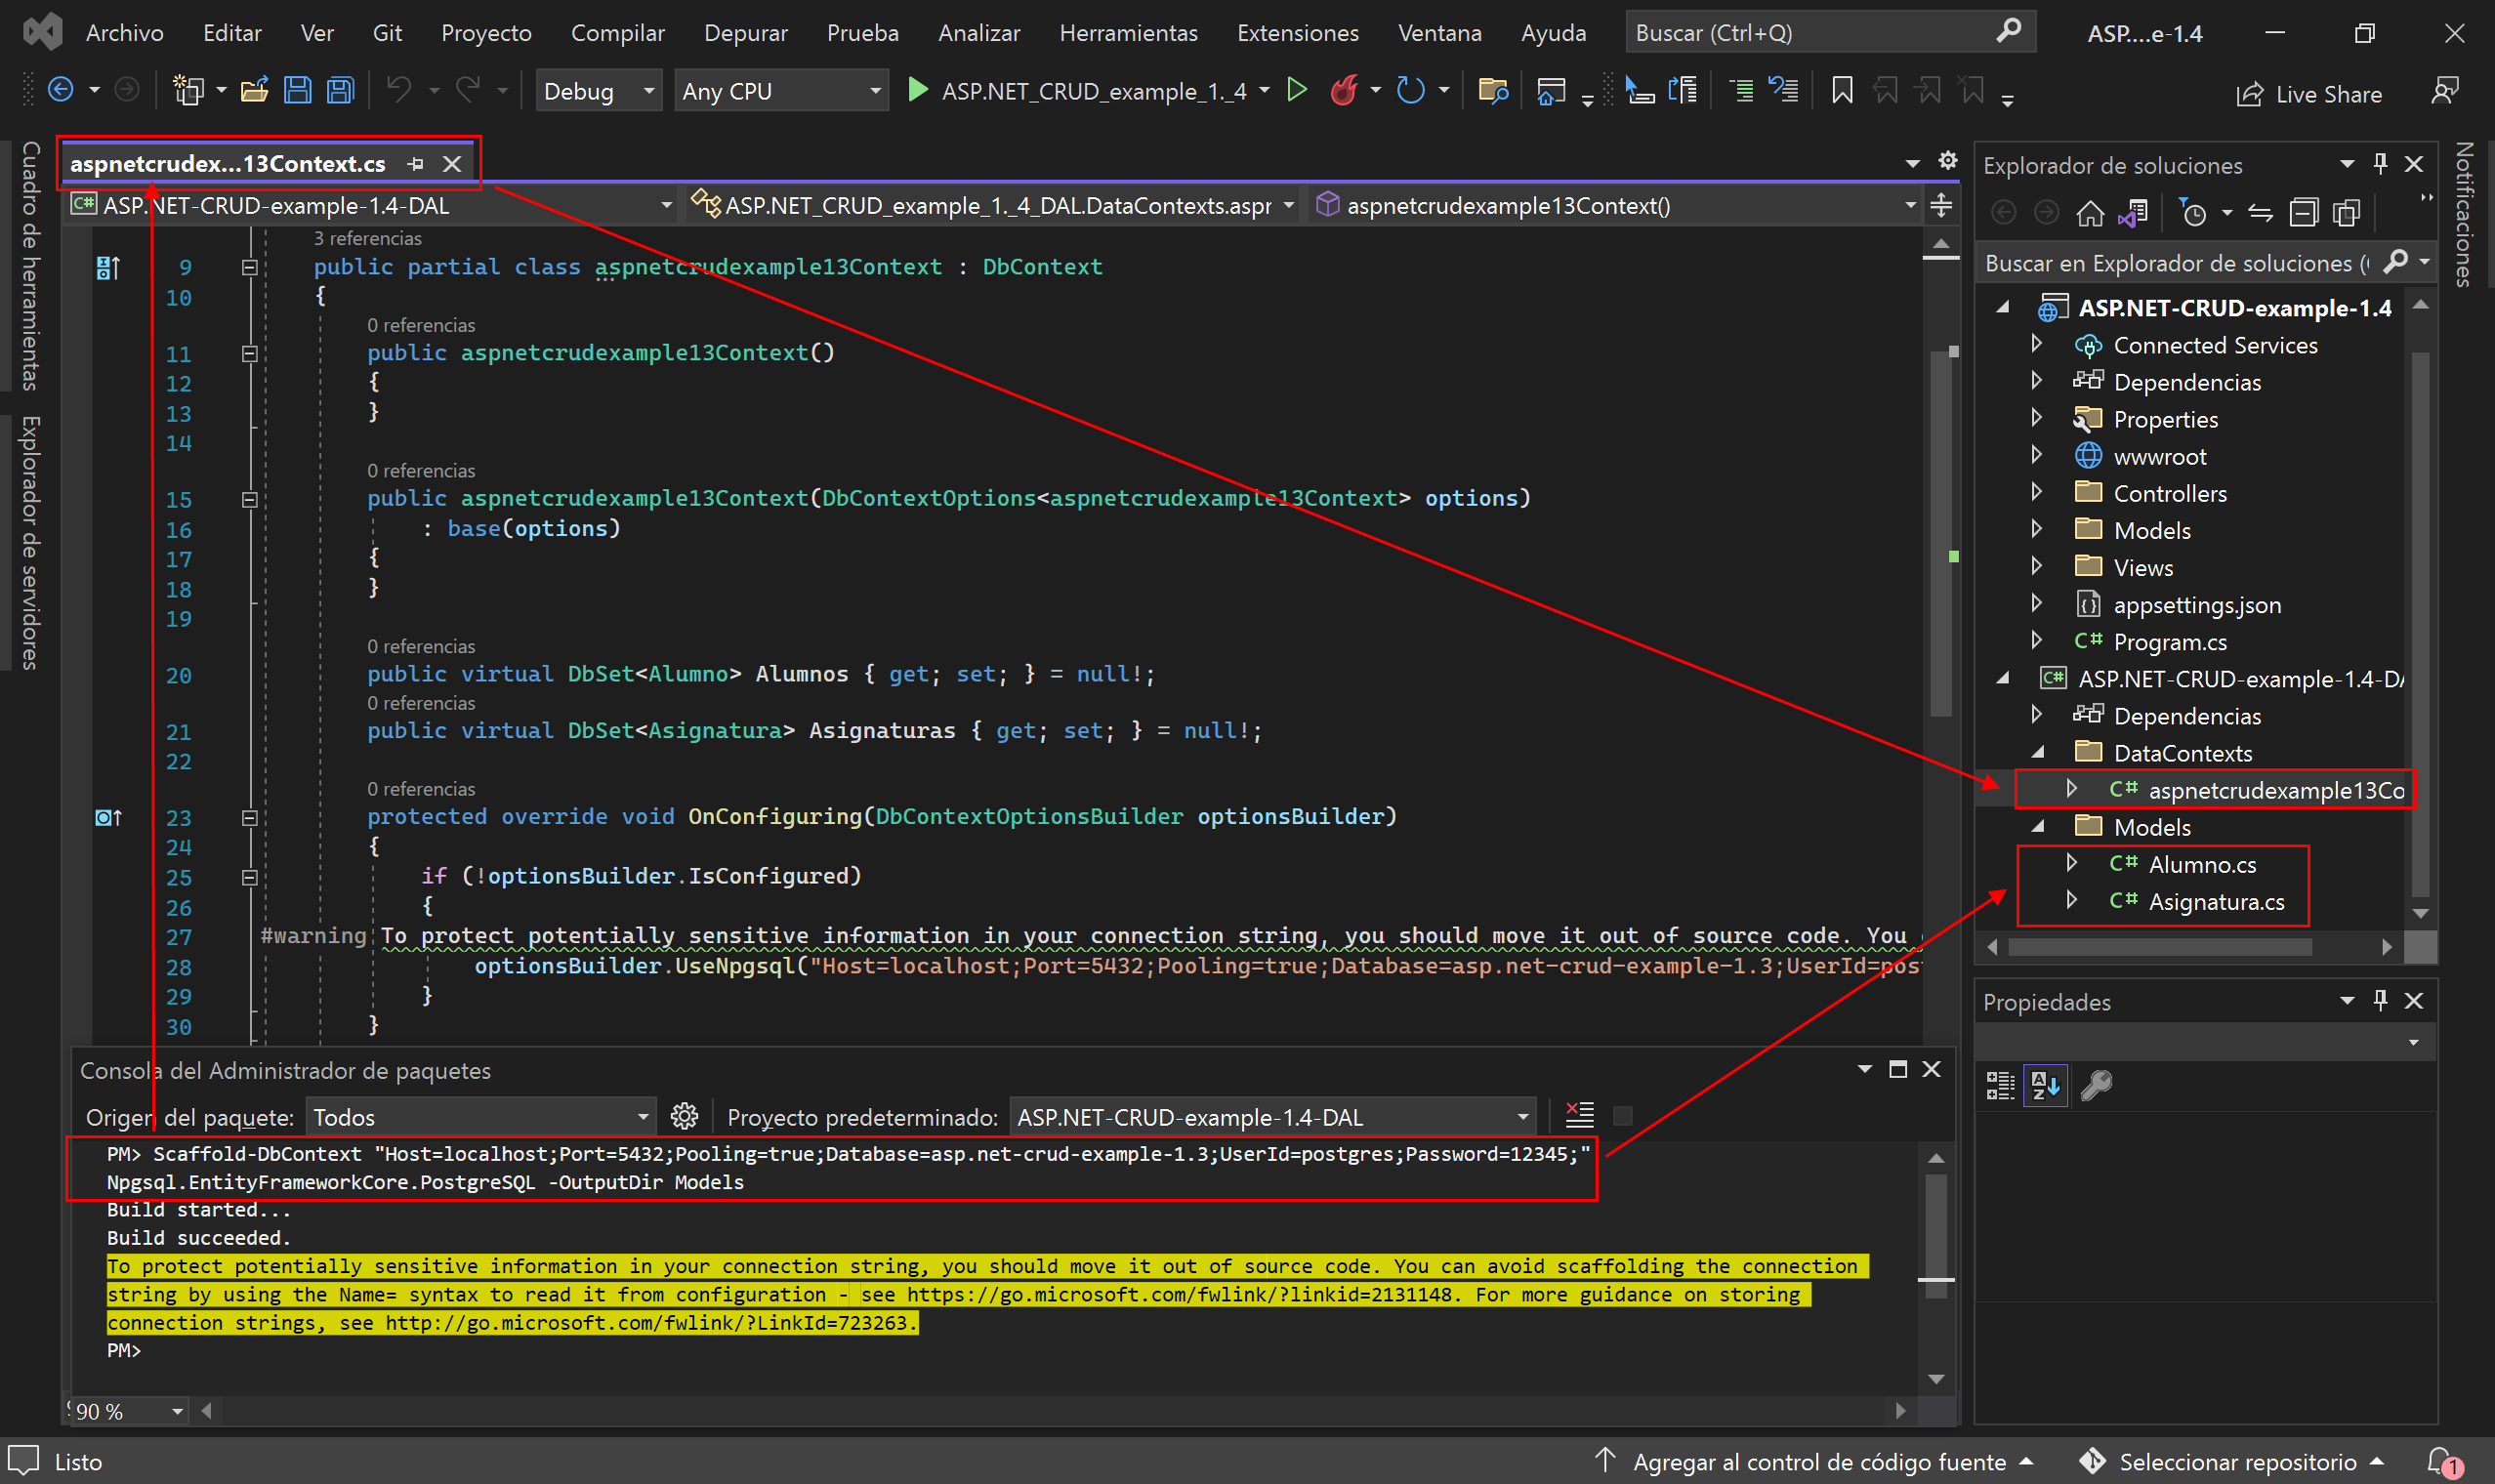 Archivo Editar Ver Git Proyecto Compilar Depurar Prueba Analizar Herramientas Extensiones Ventana Ayuda Buscar (Ctrl+Q) ASP....e-1.4
Debug Any CPU ASP.NET_CRUD_example_1._4 Live Share
Cuadro de herramientas
Explorador de servidores
aspnetcrudex...13Context.cs
ASP.NET-CRUD-example-1.4-DAL ASP.NET_CRUD_example_1._4_DAL.DataContexts.aspr aspnetcrudexample13Context()
3 referencias
9 public partial class aspnetcrudexample13Context : DbContext
10 {
0 referencias
11 public aspnetcrudexample13Context()
12 {
13 }
14
0 referencias
15 public aspnetcrudexample13Context(DbContextOptions<aspnetcrudexample13Context> options)
16 : base(options)
17 {
18 }
19
0 referencias
20 public virtual DbSet<Alumno> Alumnos { get; set; } = null!;
0 referencias
21 public virtual DbSet<Asignatura> Asignaturas { get; set; } = null!;
22
0 referencias
23 protected override void OnConfiguring(DbContextOptionsBuilder optionsBuilder)
24 {
25 if (!optionsBuilder.IsConfigured)
26 {
27 #warning To protect potentially sensitive information in your connection string, you should move it out of source code. You
28 optionsBuilder.UseNpgsql("Host=localhost;Port=5432;Pooling=true;Database=asp.net-crud-example-1.3;UserId=pos
29 }
30 }
Consola del Administrador de paquetes
Origen del paquete: Todos Proyecto predeterminado: ASP.NET-CRUD-example-1.4-DAL
PM> Scaffold-DbContext "Host=localhost;Port=5432;Pooling=true;Database=asp.net-crud-example-1.3;UserId=postgres;Password=12345;"
Npgsql.EntityFrameworkCore.PostgreSQL -OutputDir Models
Build started...
Build succeeded.
To protect potentially sensitive information in your connection string, you should move it out of source code. You can avoid scaffolding the connection
string by using the Name= syntax to read it from configuration - see https://go.microsoft.com/fwlink/?linkid=2131148. For more guidance on storing
connection strings, see http://go.microsoft.com/fwlink/?LinkId=723263.
PM>
90 %
Explorador de soluciones
Buscar en Explorador de soluciones (
ASP.NET-CRUD-example-1.4
Connected Services
Dependencias
Properties
wwwroot
Controllers
Models
Views
appsettings.json
C# Program.cs
C# ASP.NET-CRUD-example-1.4-DA
Dependencias
DataContexts
C# aspnetcrudexample13Co
Models
C# Alumno.cs
C# Asignatura.cs
Propiedades
Notificaciones
Listo Agregar al control de código fuente Seleccionar repositorio 1